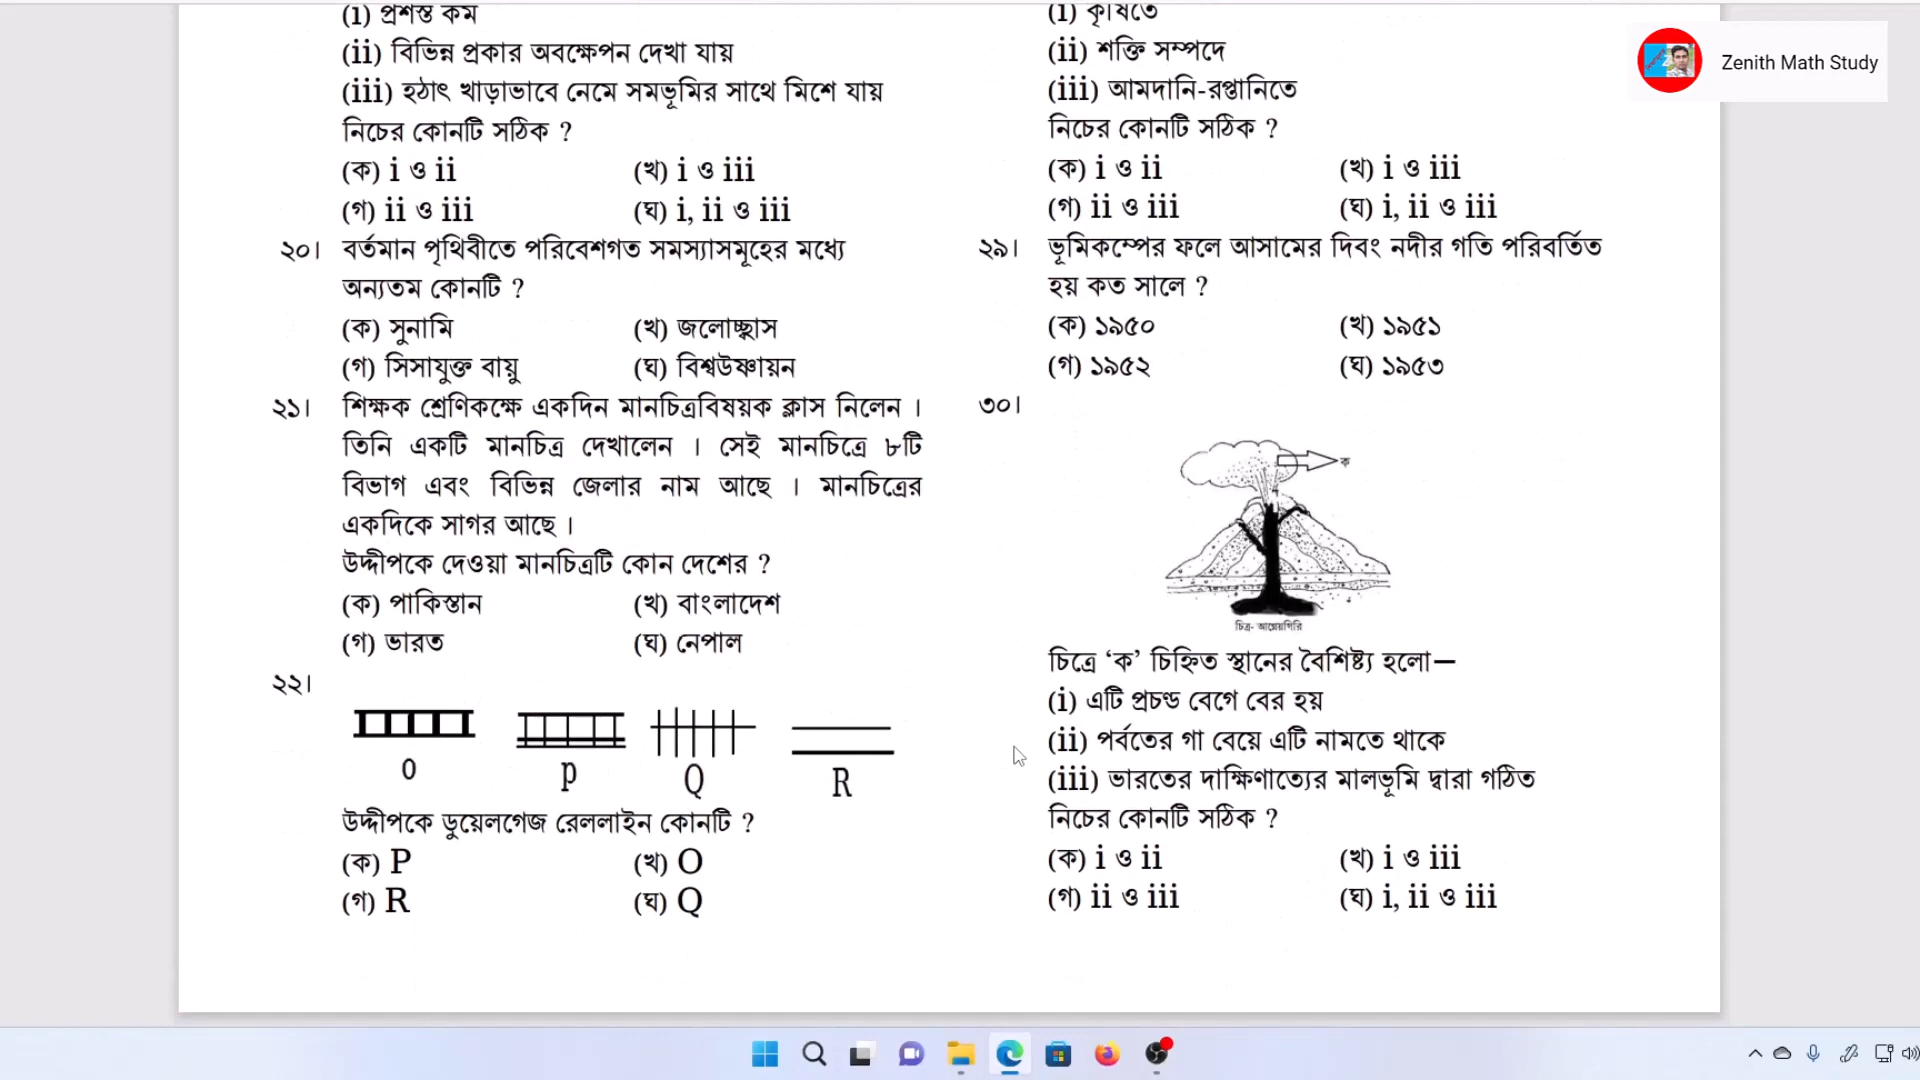 (i) প্রশস্ত কম
(ii) বিভিন্ন প্রকার অবক্ষেপন দেখা যায়
(iii) হঠাৎ খাড়াভাবে নেমে সমভূমির সাথে মিশে যায়
নিচের কোনটি সঠিক ?
(ক) i ও ii (খ) i ও iii
(গ) ii ও iii (ঘ) i, ii ও iii
২০। বর্তমান পৃথিবীতে পরিবেশগত সমস্যাসমূহের মধ্যে
অন্যতম কোনটি ?
(ক) সুনামি (খ) জলোচ্ছ্বাস
(গ) সিসাযুক্ত বায়ু (ঘ) বিশ্বউষ্ণায়ন
২১। শিক্ষক শ্রেণিকক্ষে একদিন মানচিত্রবিষয়ক ক্লাস নিলেন ।
তিনি একটি মানচিত্র দেখালেন । সেই মানচিত্রে ৮টি
বিভাগ এবং বিভিন্ন জেলার নাম আছে । মানচিত্রের
একদিকে সাগর আছে ।
উদ্দীপকে দেওয়া মানচিত্রটি কোন দেশের ?
(ক) পাকিস্তান (খ) বাংলাদেশ
(গ) ভারত (ঘ) নেপাল
২২।
o p Q R
উদ্দীপকে ডুয়েলগেজ রেললাইন কোনটি ?
(ক) P (খ) O
(গ) R (ঘ) Q
(i) কৃষিতে
(ii) শক্তি সম্পদে
(iii) আমদানি-রপ্তানিতে
নিচের কোনটি সঠিক ?
(ক) i ও ii (খ) i ও iii
(গ) ii ও iii (ঘ) i, ii ও iii
২৯। ভূমিকম্পের ফলে আসামের দিবং নদীর গতি পরিবর্তিত
হয় কত সালে ?
(ক) ১৯৫০ (খ) ১৯৫১
(গ) ১৯৫২ (ঘ) ১৯৫৩
৩০।
ক
চিত্র- আগ্নেয়গিরি
চিত্রে ‘ক’ চিহ্নিত স্থানের বৈশিষ্ট্য হলো—
(i) এটি প্রচন্ড বেগে বের হয়
(ii) পর্বতের গা বেয়ে এটি নামতে থাকে
(iii) ভারতের দাক্ষিণাত্যের মালভূমি দ্বারা গঠিত
নিচের কোনটি সঠিক ?
(ক) i ও ii (খ) i ও iii
(গ) ii ও iii (ঘ) i, ii ও iii
Zenith Math Study